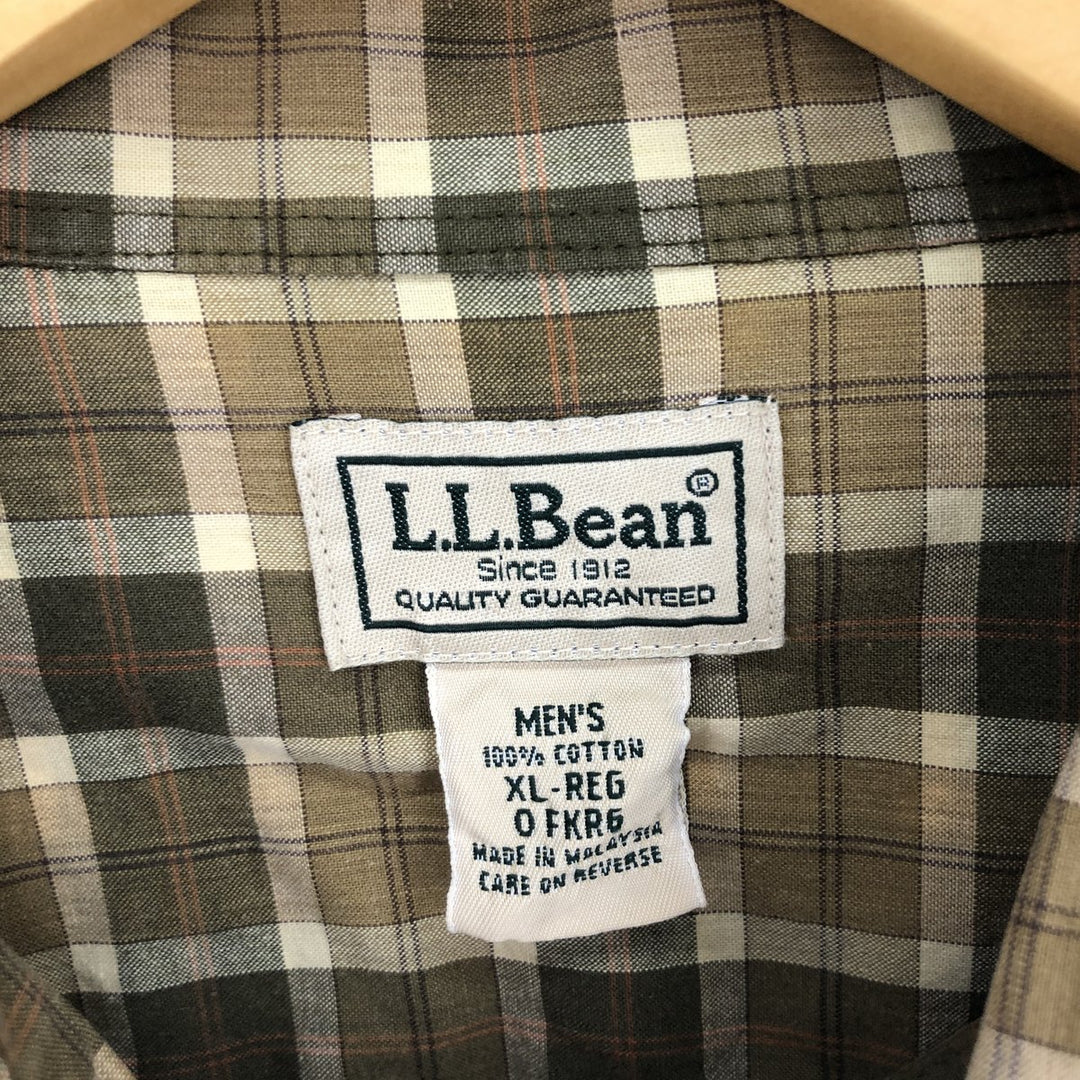 L.L.Bean®
Since 1912
QUALITY GUARANTEED
MEN'S
100% COTTON
XL-REG
0 FKR6
MADE IN MALAYSIA
CARE ON REVERSE